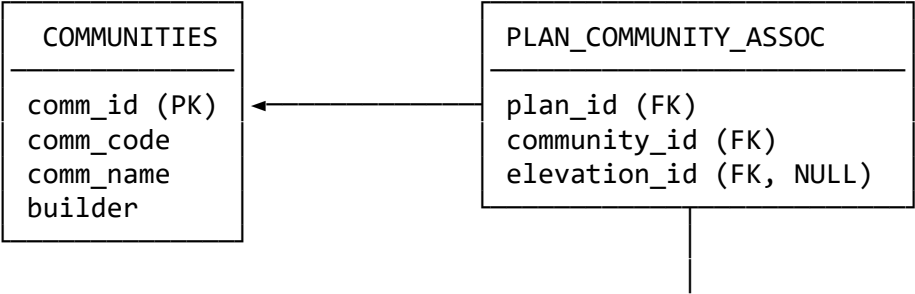 COMMUNITIES
comm_id (PK)
comm_code
comm_name
builder
PLAN_COMMUNITY_ASSOC
plan_id (FK)
community_id (FK)
elevation_id (FK, NULL)